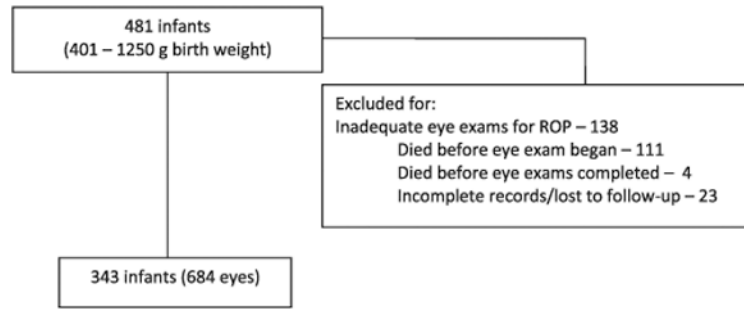 481 infants
(401 – 1250 g birth weight)
Excluded for:
Inadequate eye exams for ROP – 138
Died before eye exam began – 111
Died before eye exams completed – 4
Incomplete records/lost to follow-up – 23
343 infants (684 eyes)